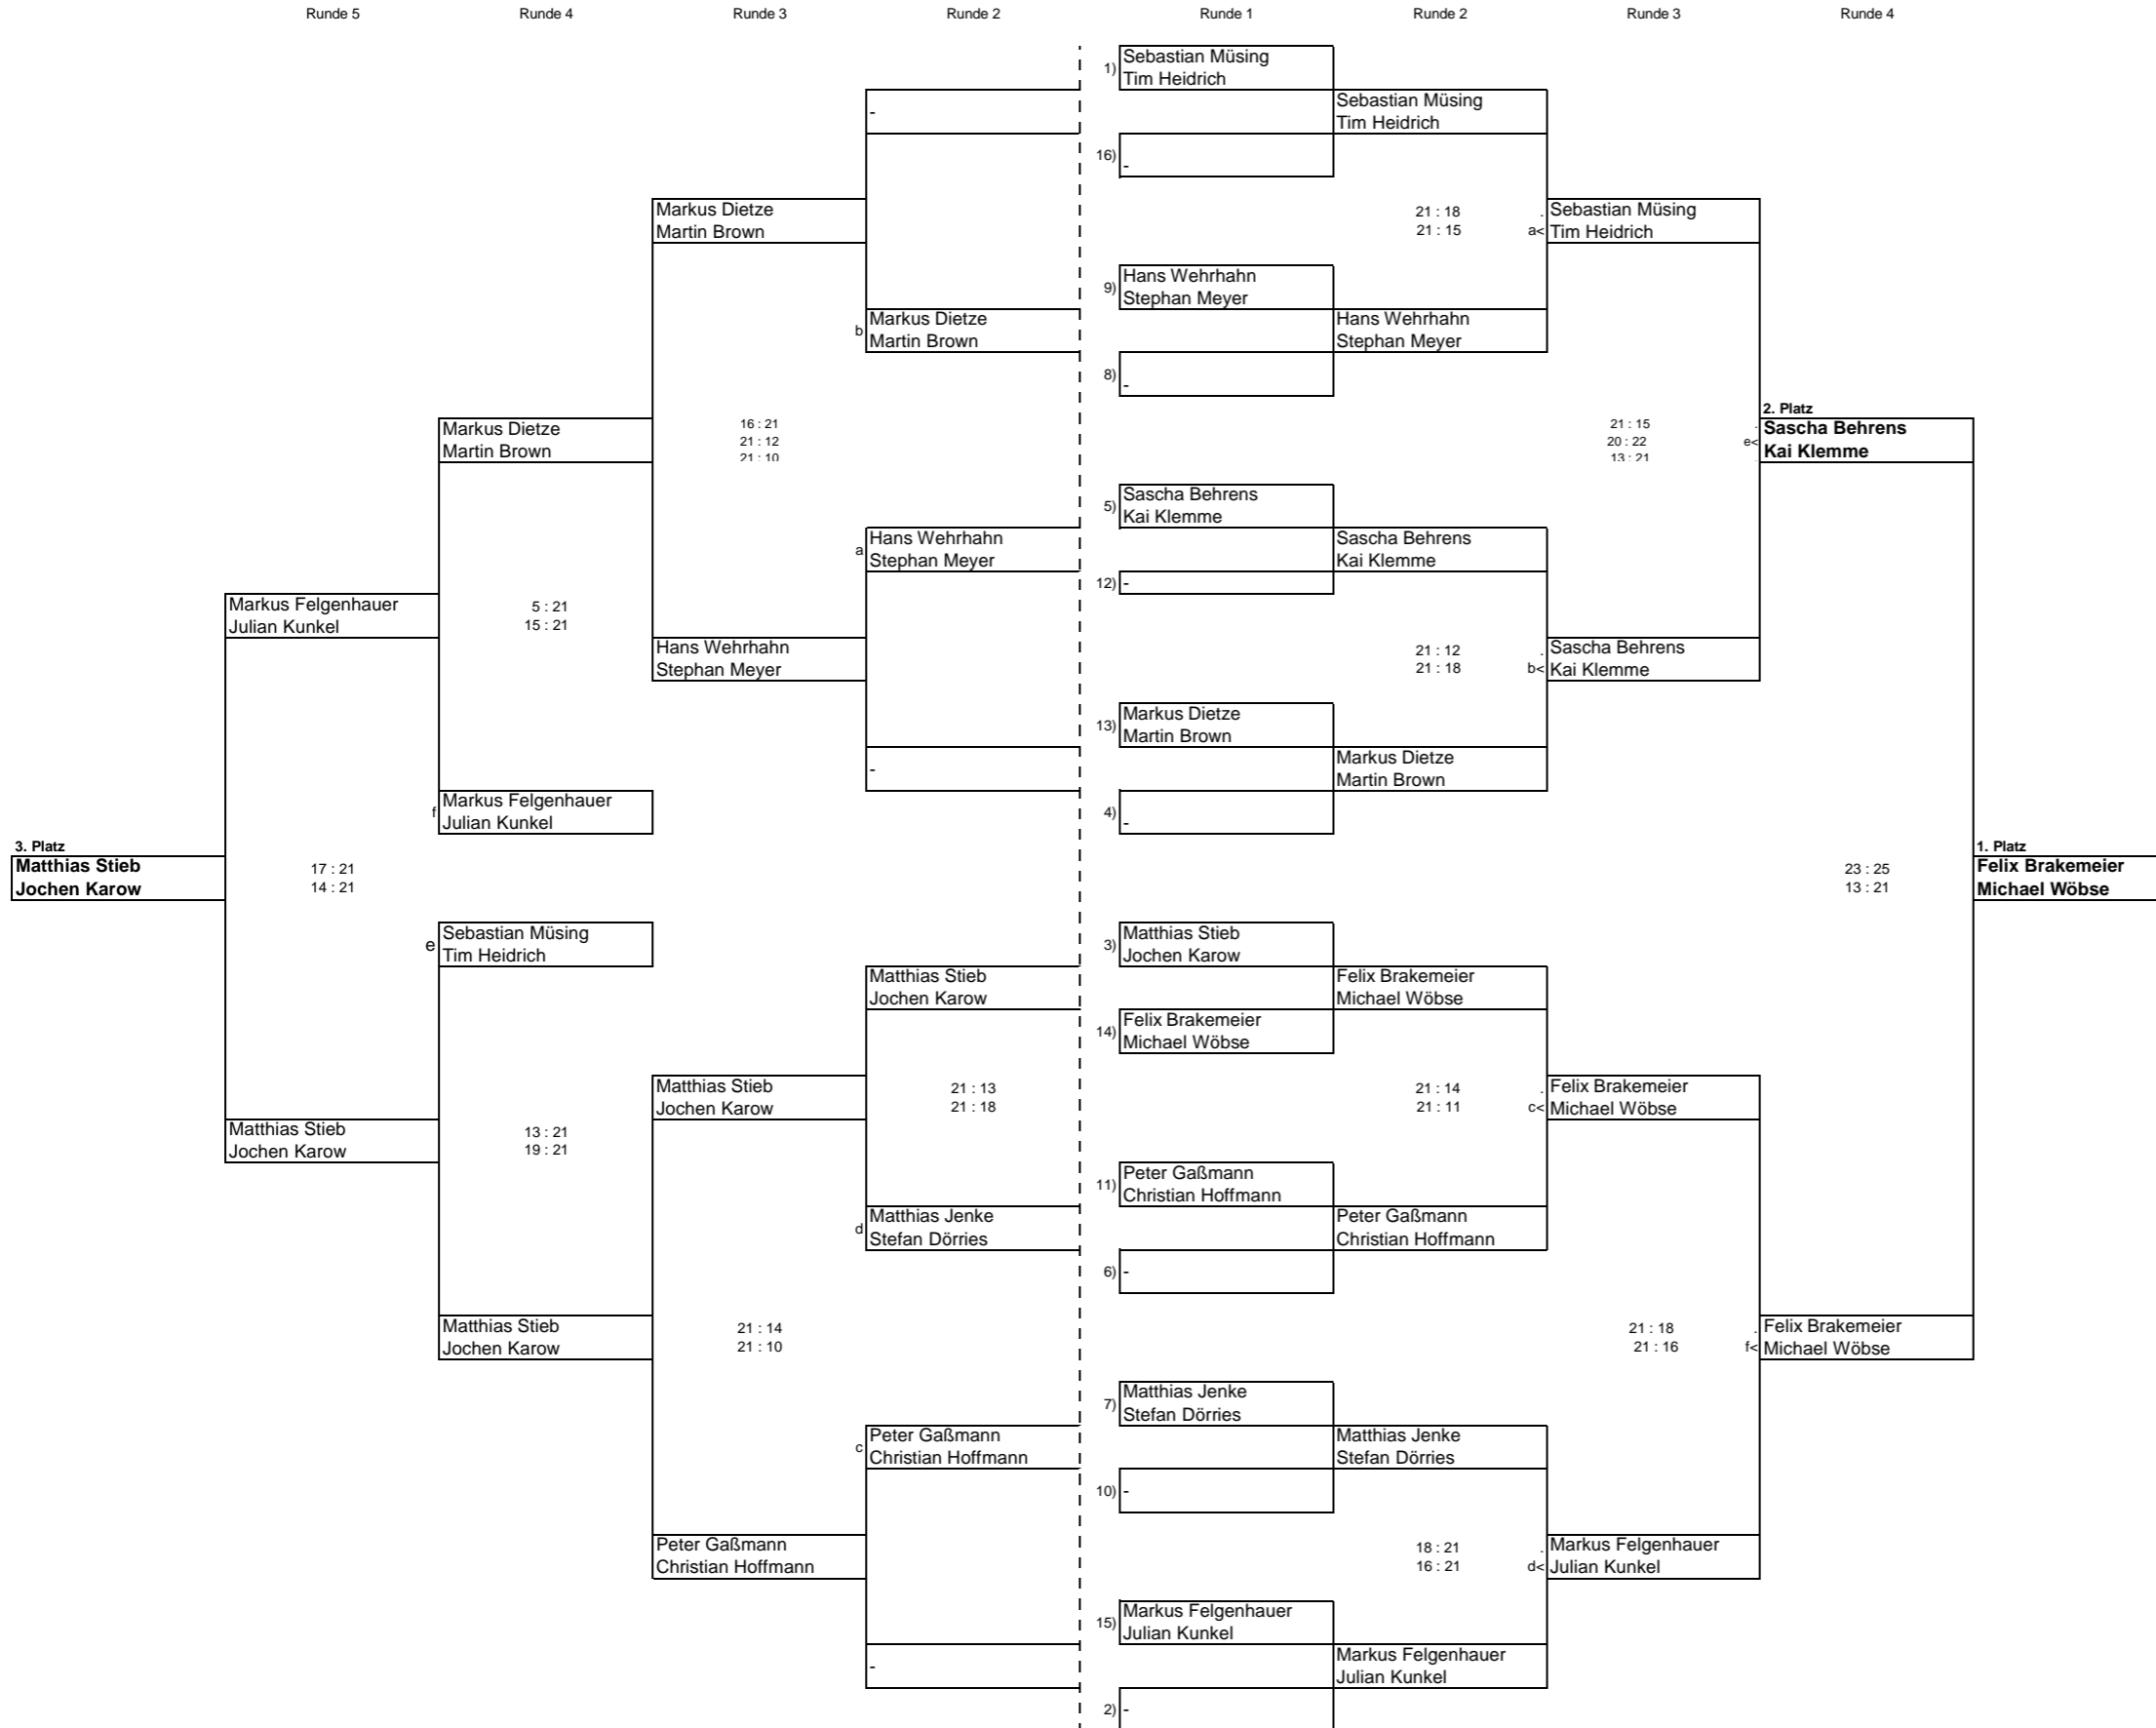 Runde 5 Runde 4 Runde 3 Runde 2 Runde 1 Runde 2 Runde 3 Runde 4
1) Sebastian Müsing
Tim Heidrich
- Sebastian Müsing
Tim Heidrich
16) -
Markus Dietze 21 : 18 . Sebastian Müsing
Martin Brown 21 : 15 a< Tim Heidrich
9) Hans Wehrhahn
Stephan Meyer
b Markus Dietze Hans Wehrhahn
Martin Brown Stephan Meyer
8) -
2. Platz
Markus Dietze 16 : 21 21 : 15 . Sascha Behrens
Martin Brown 21 : 12 20 : 22 e< Kai Klemme
21 : 10 13 : 21
5) Sascha Behrens
Kai Klemme
a Hans Wehrhahn Sascha Behrens
Stephan Meyer Kai Klemme
12) -
Markus Felgenhauer 5 : 21
Julian Kunkel 15 : 21
Hans Wehrhahn 21 : 12 . Sascha Behrens
Stephan Meyer 21 : 18 b< Kai Klemme
13) Markus Dietze
Martin Brown
- Markus Dietze
Martin Brown
f Markus Felgenhauer 4) -
Julian Kunkel
3. Platz 1. Platz
Matthias Stieb 17 : 21 23 : 25 Felix Brakemeier
Jochen Karow 14 : 21 13 : 21 Michael Wöbse
e Sebastian Müsing 3) Matthias Stieb
Tim Heidrich Jochen Karow
Matthias Stieb Felix Brakemeier
Jochen Karow Michael Wöbse
14) Felix Brakemeier
Michael Wöbse
Matthias Stieb 21 : 13 21 : 14 . Felix Brakemeier
Jochen Karow 21 : 18 21 : 11 c< Michael Wöbse
Matthias Stieb 13 : 21
Jochen Karow 19 : 21
11) Peter Gaßmann
Christian Hoffmann
d Matthias Jenke Peter Gaßmann
Stefan Dörries Christian Hoffmann
6) -
Matthias Stieb 21 : 14 21 : 18 . Felix Brakemeier
Jochen Karow 21 : 10 21 : 16 f< Michael Wöbse
7) Matthias Jenke
Stefan Dörries
c Peter Gaßmann Matthias Jenke
Christian Hoffmann Stefan Dörries
10) -
Peter Gaßmann 18 : 21 . Markus Felgenhauer
Christian Hoffmann 16 : 21 d< Julian Kunkel
15) Markus Felgenhauer
Julian Kunkel
- Markus Felgenhauer
Julian Kunkel
2) -